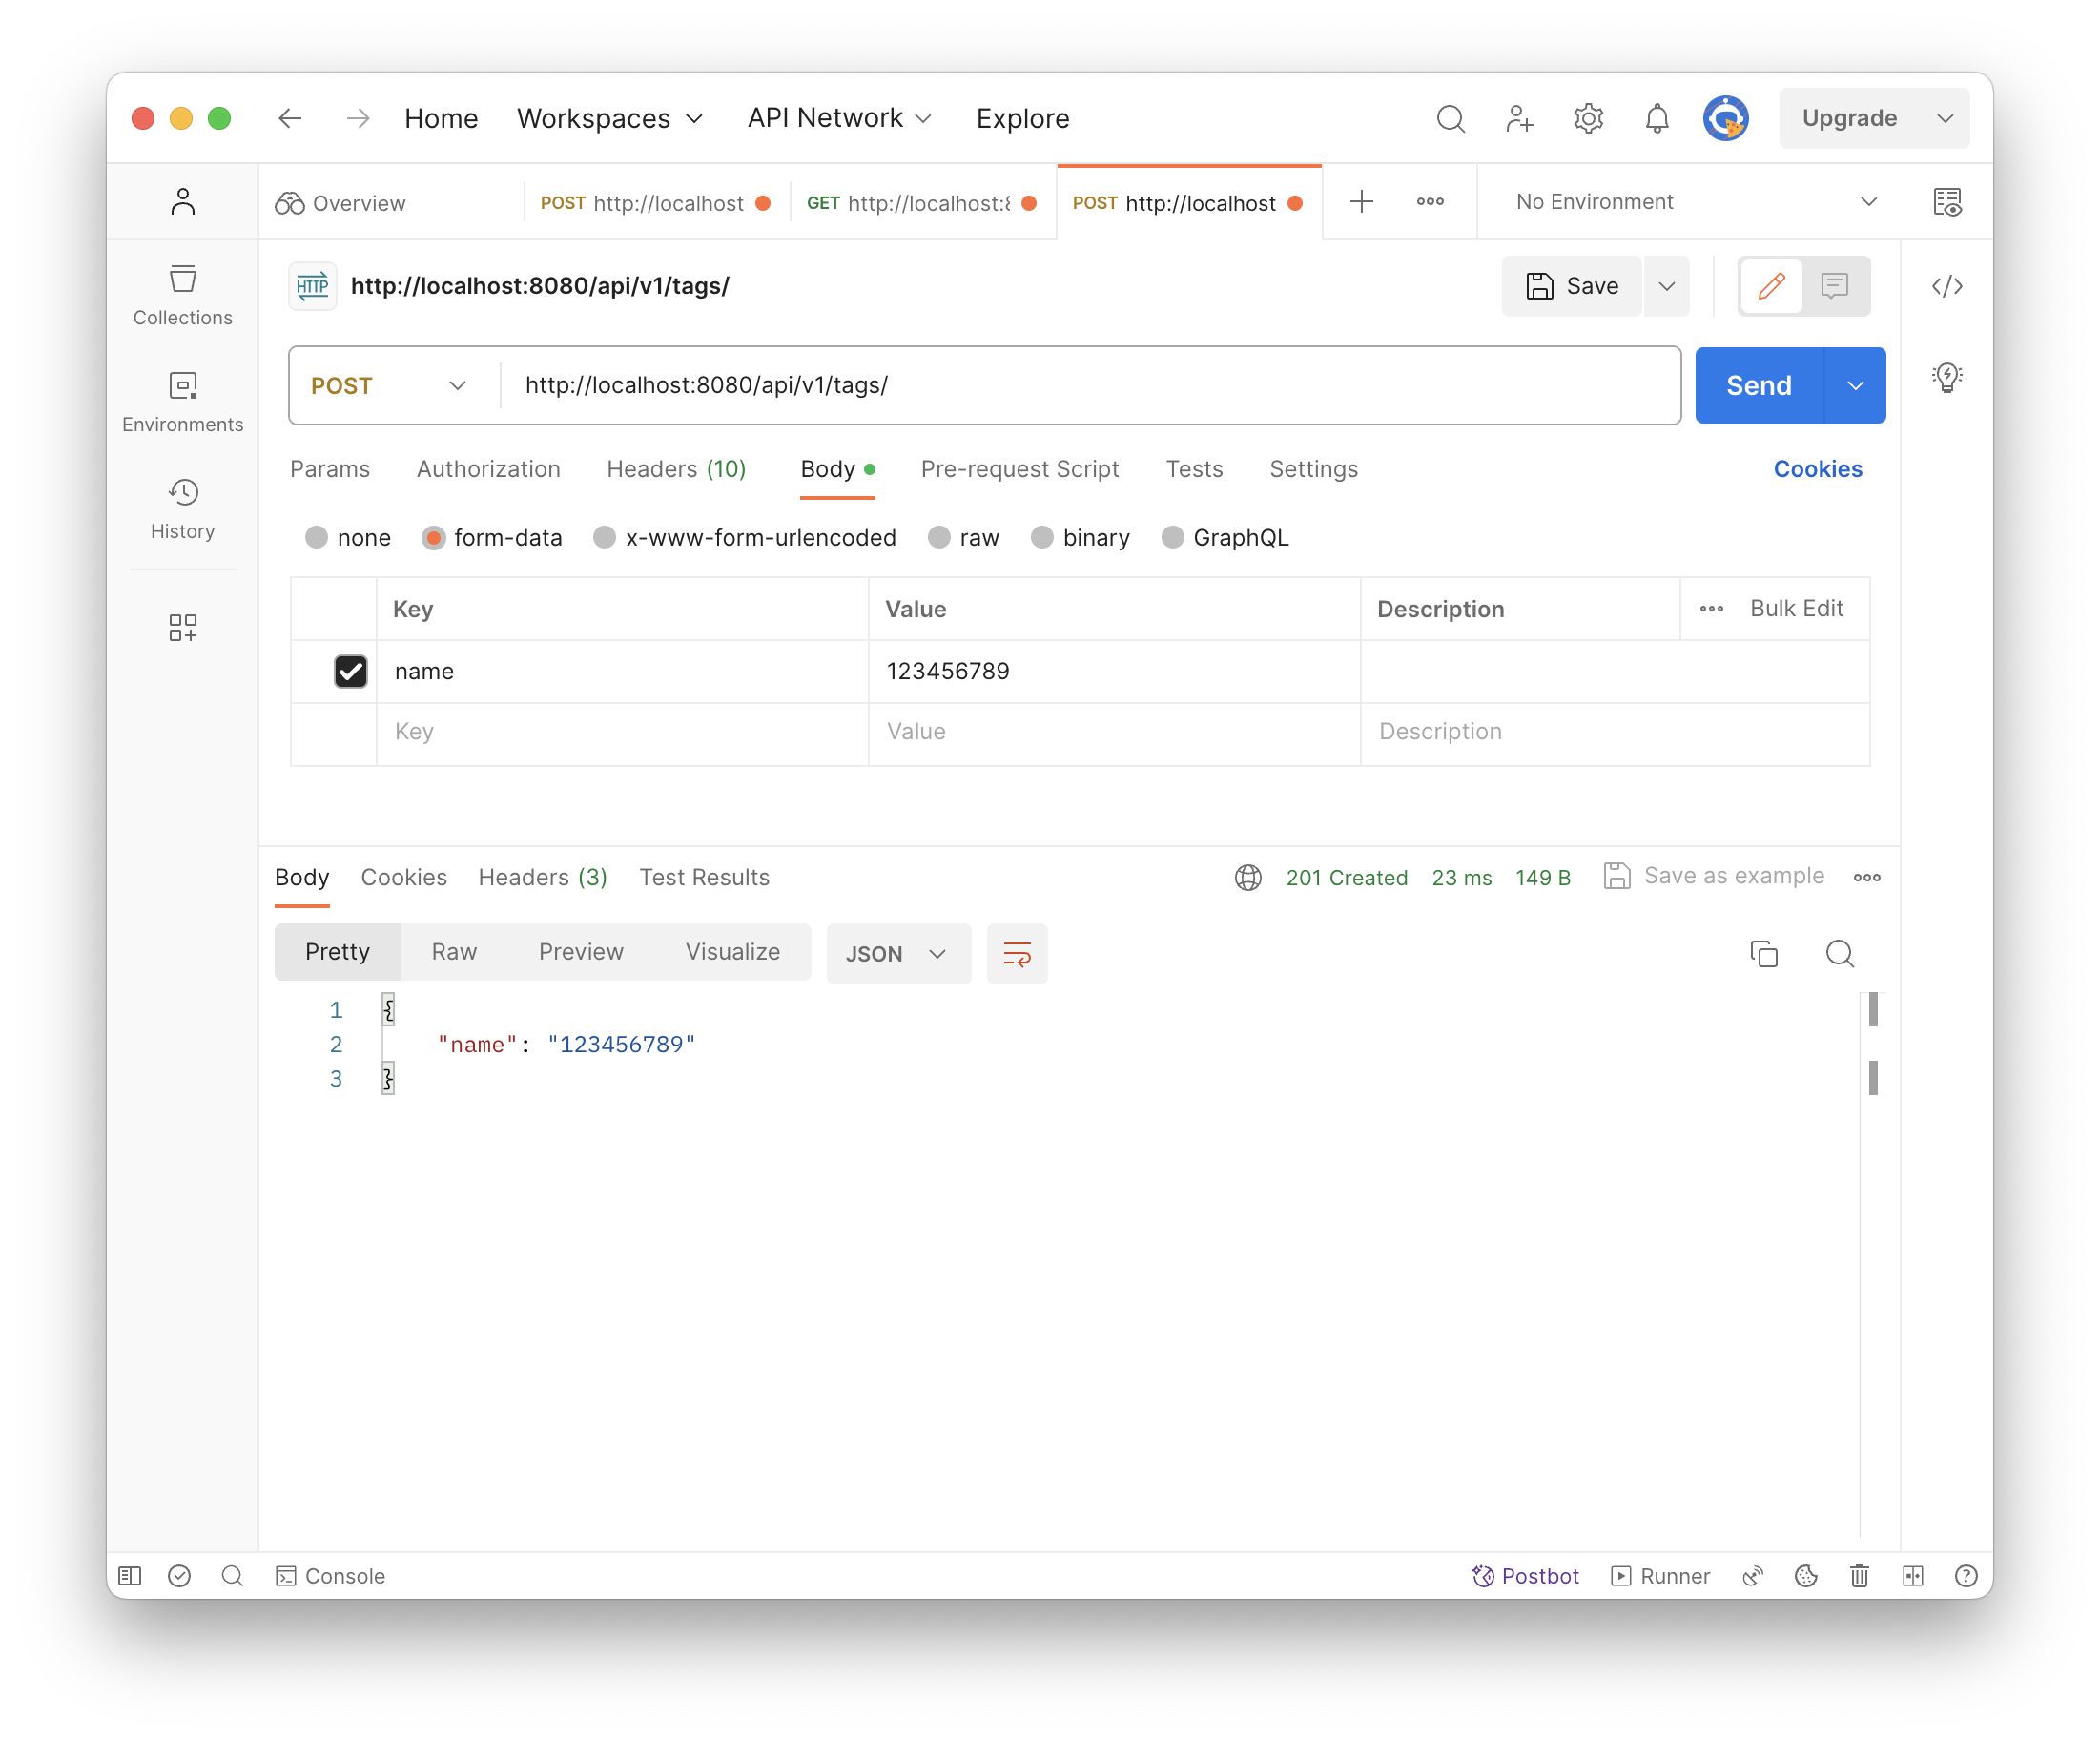 Home Workspaces API Network Explore Upgrade
Overview POST http://localhost GET http://localhost:8 POST http://localhost No Environment
HTTP http://localhost:8080/api/v1/tags/ Save
Collections
Environments
History
POST http://localhost:8080/api/v1/tags/ Send
Params Authorization Headers (10) Body Pre-request Script Tests Settings Cookies
none form-data x-www-form-urlencoded raw binary GraphQL
Key Value Description Bulk Edit
name 123456789
Key Value Description
Body Cookies Headers (3) Test Results 201 Created 23 ms 149 B Save as example
Pretty Raw Preview Visualize JSON
1 {
2 "name": "123456789"
3 }
Console Postbot Runner